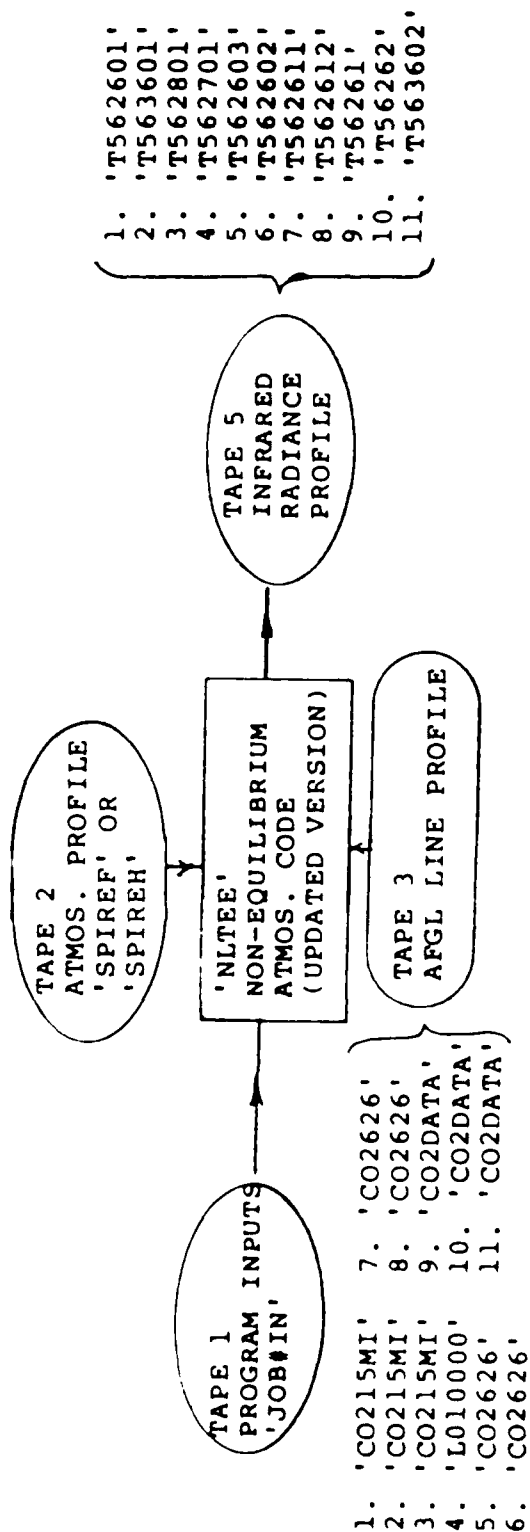 TAPE 1
PROGRAM INPUTS
'JOB#IN'
TAPE 2
ATMOS. PROFILE
'SPIREF' OR
'SPIREH'
'NLTEE'
NON-EQUILIBRIUM
ATMOS. CODE
(UPDATED VERSION)
TAPE 3
AFGL LINE PROFILE
1. 'CO215MI'
2. 'CO215MI'
3. 'CO215MI'
4. 'L010000'
5. 'CO2626'
6. 'CO2626'
7. 'CO2626'
8. 'CO2626'
9. 'CO2DATA'
10. 'CO2DATA'
11. 'CO2DATA'
TAPE 5
INFRARED
RADIANCE
PROFILE
1. 'T562601'
2. 'T563601'
3. 'T562801'
4. 'T562701'
5. 'T562603'
6. 'T562602'
7. 'T562611'
8. 'T562612'
9. 'T56261'
10. 'T56262'
11. 'T563602'